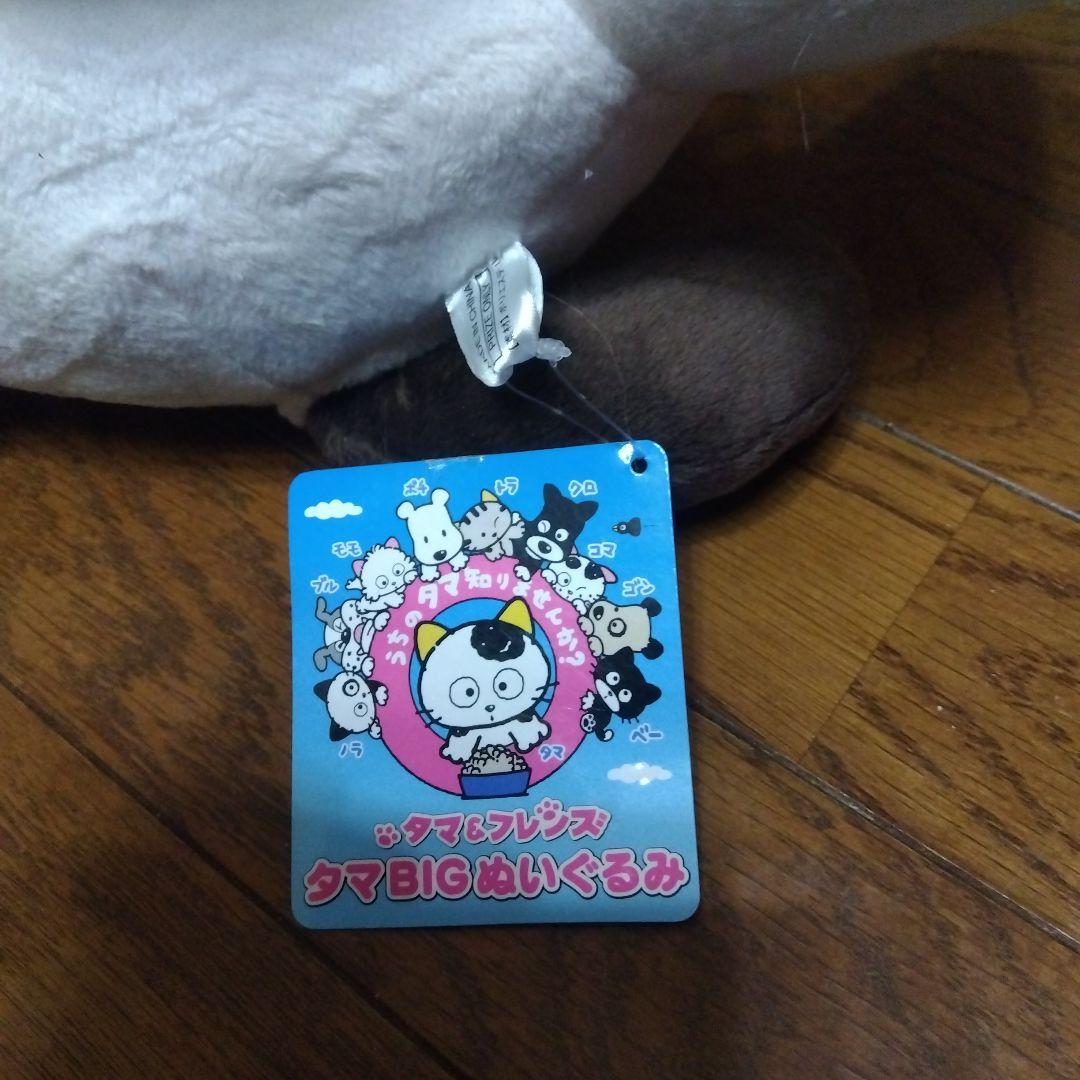 PRIZE ONLY
ポチ
トラ
クロ
モモ
コマ
ブル
ゴン
うちのタマ知りませんか?
ノラ
タマ
ベー
タマ&フレンズ
タマBIGぬいぐるみ